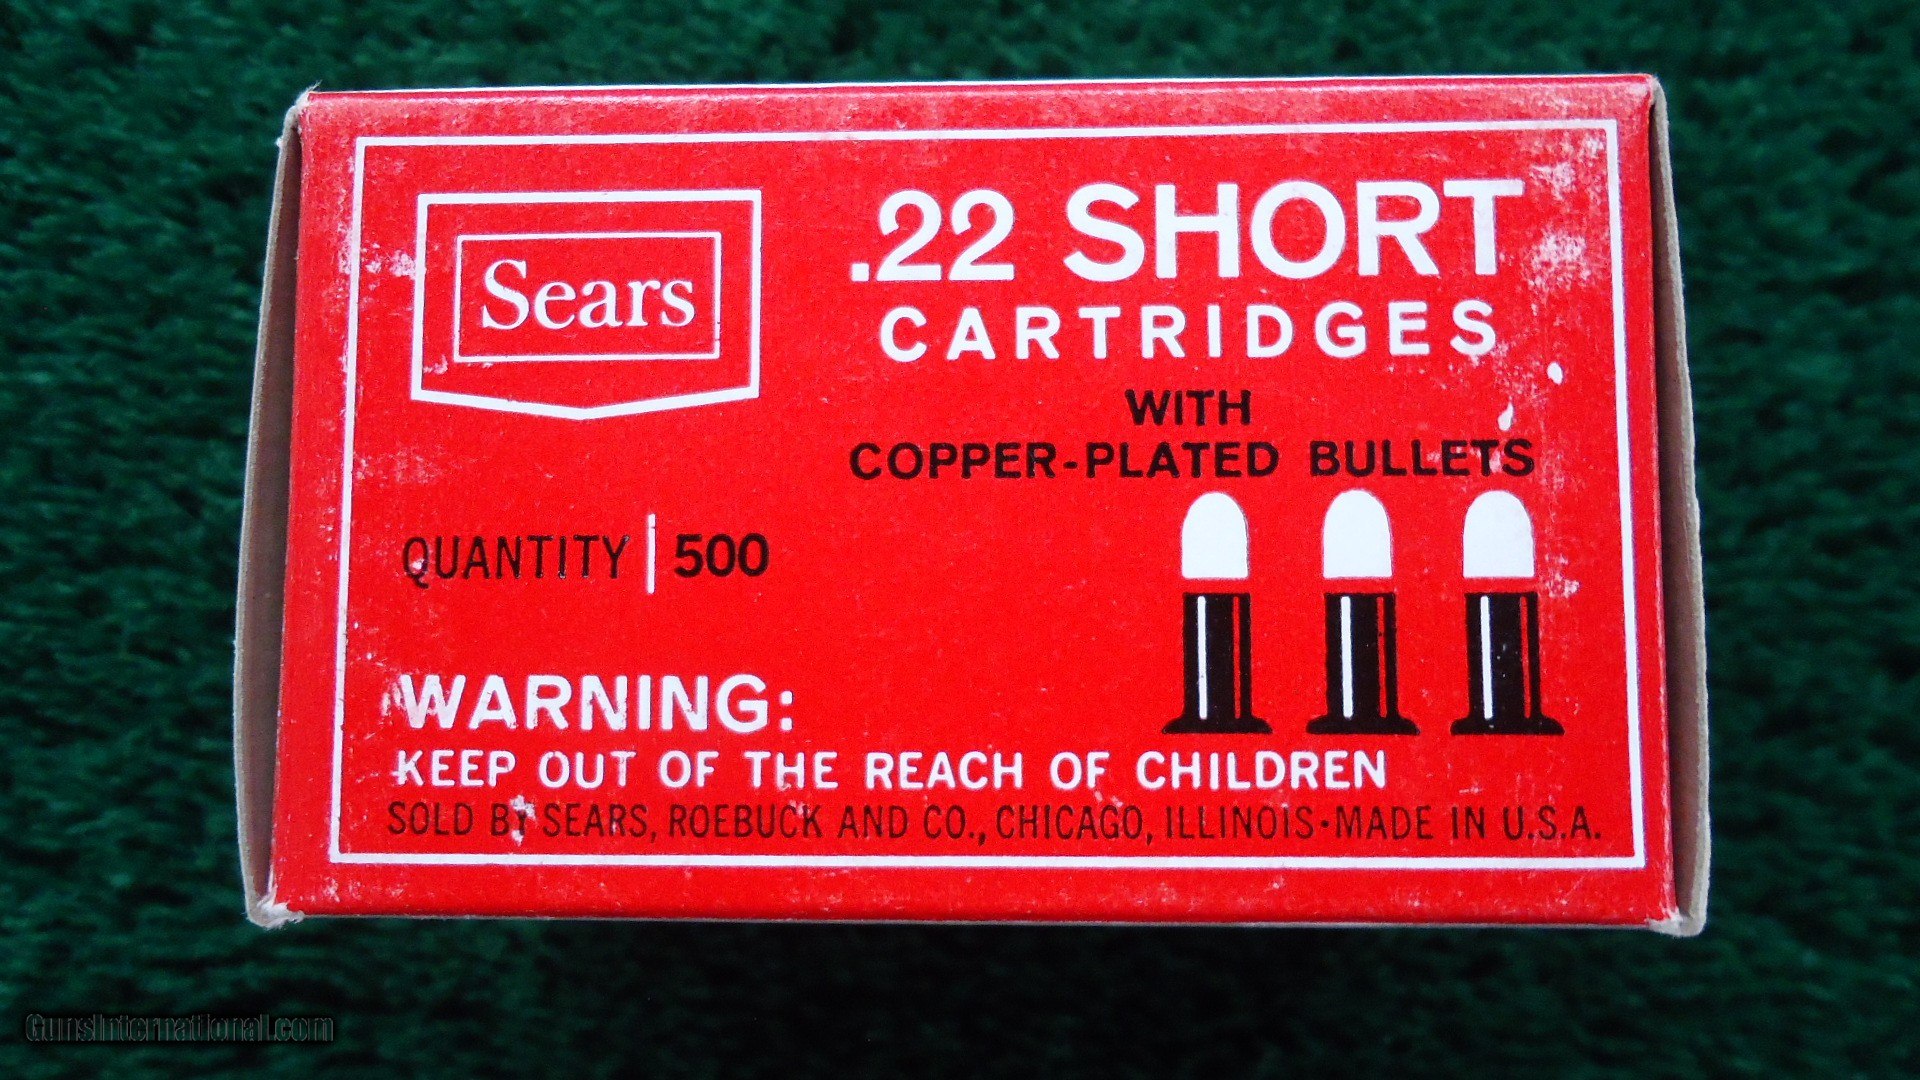 Sears
.22 SHORT
CARTRIDGES
WITH
COPPER-PLATED BULLETS
QUANTITY | 500
WARNING:
KEEP OUT OF THE REACH OF CHILDREN
SOLD BY SEARS, ROEBUCK AND CO., CHICAGO, ILLINOIS·MADE IN U.S.A.
GunsInternational.com